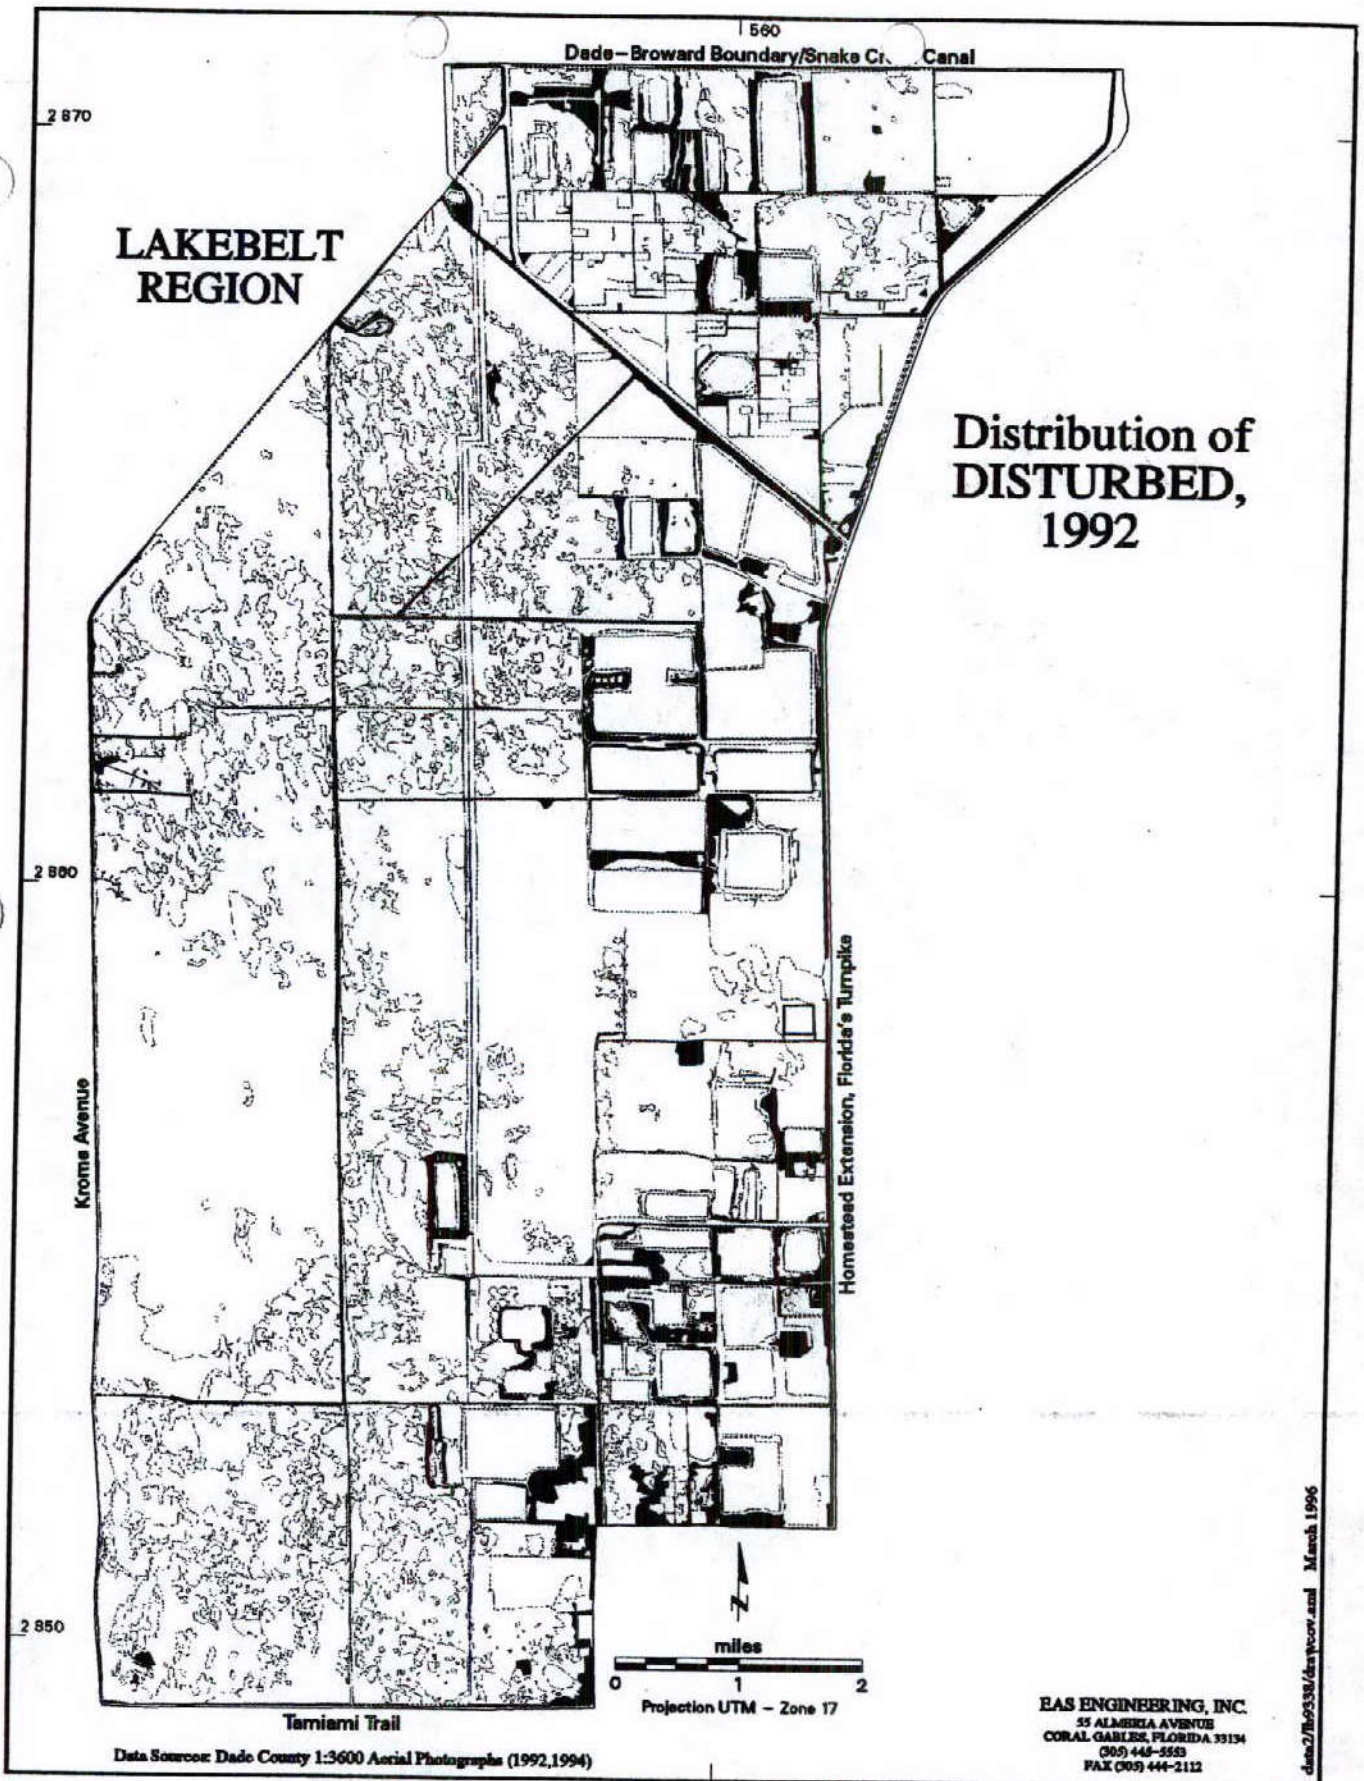 560
Dade-Broward Boundary/Snake Canal
2 870
LAKEBELT
REGION
Distribution of
DISTURBED,
1992
2 860
Krome Avenue
Homestead Extension, Florida's Turnpike
2 850
N
miles
0 1 2
Projection UTM - Zone 17
Tamiami Trail
Data Sources: Dade County 1:3600 Aerial Photographs (1992,1994)
EAS ENGINEERING, INC.
55 ALMERIA AVENUE
CORAL GABLES, FLORIDA 33134
(305) 445-5553
FAX (305) 444-2112
March 1996